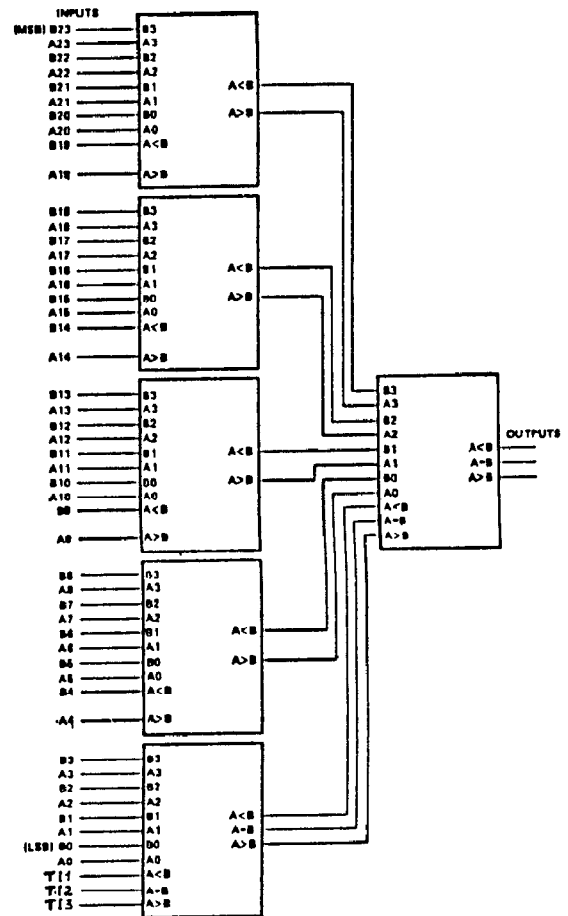 INPUTS
(MSB) B23 B3
A23 A3
B22 B2
A22 A2
B21 B1 A<B
A21 A1
B20 B0 A>B
A20 A0
B19 A<B
A19 A>B
B18 B3
A18 A3
B17 B2
A17 A2
B16 B1 A<B
A16 A1
B15 B0 A>B
A15 A0
B14 A<B
A14 A>B
B13 B3
A13 A3
B12 B2
A12 A2
B11 B1 A<B
A11 A1
B10 B0 A>B
A10 A0
B9 A<B
A9 A>B
B8 B3
A8 A3
B7 B2
A7 A2
B6 B1 A<B
A6 A1
B5 B0 A>B
A5 A0
B4 A<B
A4 A>B
B3 B3
A3 A3
B2 B2
A2 A2
B1 B1 A<B
A1 A1 A=B
(LSB) B0 B0 A>B
A0 A0
TI1 A<B
TI2 A=B
TI3 A>B
B3
A3
B2
A2 OUTPUTS
B1 A<B
A1 A=B
B0 A>B
A0
A<B
A=B
A>B